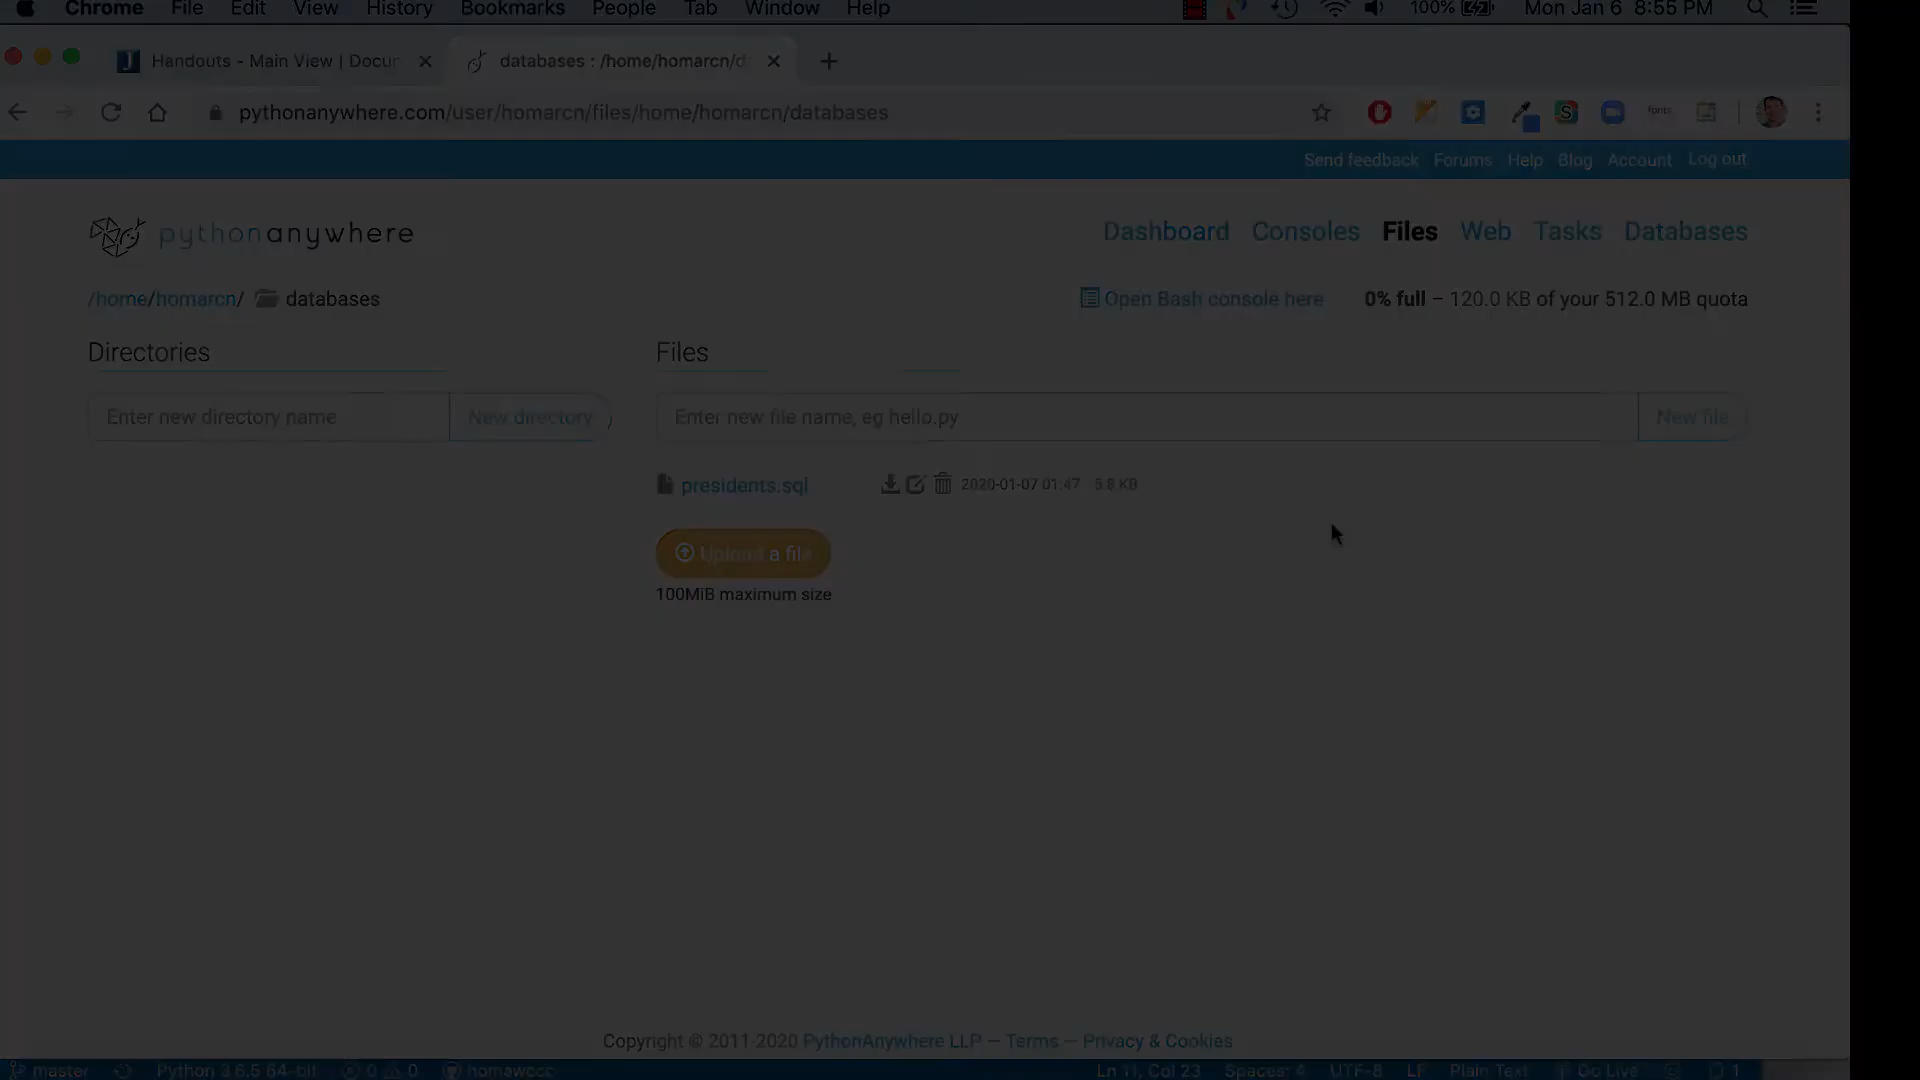 Chrome File Edit View History Bookmarks People Tab Window Help 100% Mon Jan 6 8:55 PM
Handouts - Main View | Docur databases : /home/homarcn/d
pythonanywhere.com/user/homarcn/files/home/homarcn/databases
fonts
Send feedback Forums Help Blog Account Log out
pythonanywhere
Dashboard Consoles Files Web Tasks Databases
/home/homarcn/ databases
Open Bash console here 0% full – 120.0 KB of your 512.0 MB quota
Directories Files
Enter new directory name New directory Enter new file name, eg hello.py New file
presidents.sql 2020-01-07 01:47 5.8 KB
Upload a file
100MiB maximum size
Copyright © 2011-2020 PythonAnywhere LLP — Terms — Privacy & Cookies
master Python 3.6.5 64-bit 0 0 Ln 11, Col 23 Spaces: 4 UTF-8 LF Plain Text Go Live 1